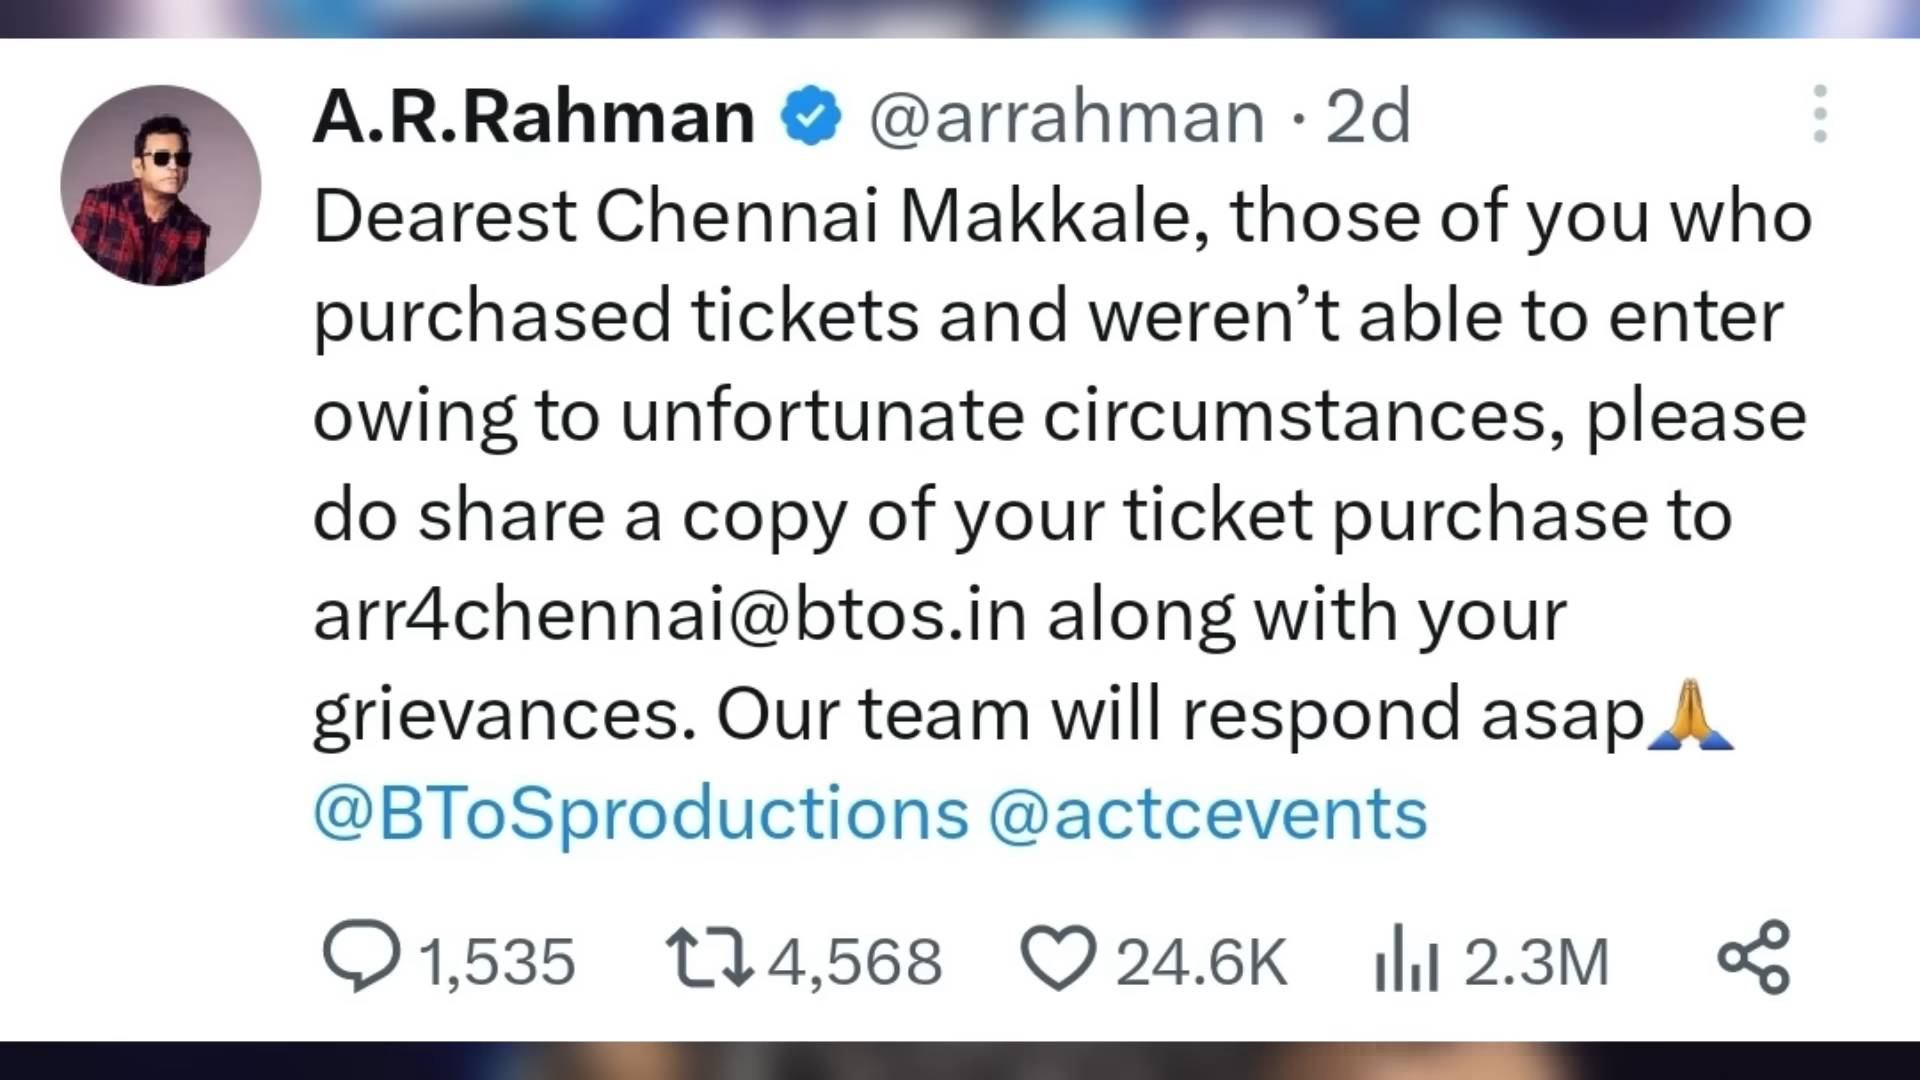 A.R.Rahman @arrahman · 2d
Dearest Chennai Makkale, those of you who
purchased tickets and weren’t able to enter
owing to unfortunate circumstances, please
do share a copy of your ticket purchase to
arr4chennai@btos.in along with your
grievances. Our team will respond asap🙏
@BToSproductions @actcevents
1,535 4,568 24.6K 2.3M